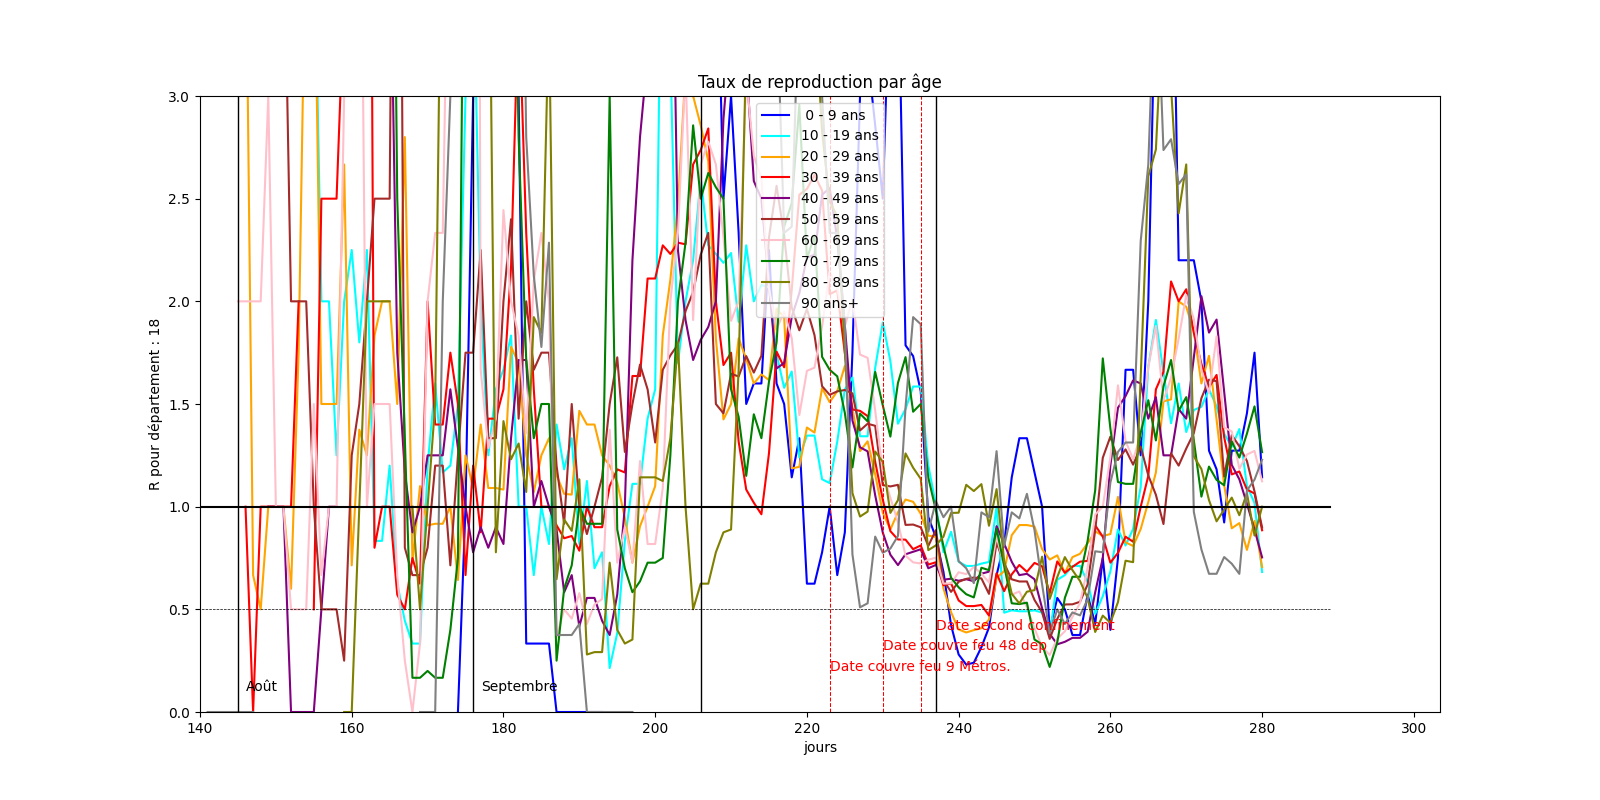 Taux de reproduction par âge
R pour département : 18
3.0
2.5
2.0
1.5
1.0
0.5
0.0
0 - 9 ans
10 - 19 ans
20 - 29 ans
30 - 39 ans
40 - 49 ans
50 - 59 ans
60 - 69 ans
70 - 79 ans
80 - 89 ans
90 ans+
Date second confinement
Date couvre feu 48 dep
Date couvre feu 9 Métros.
Août
Septembre
140
160
180
200
220
240
260
280
300
jours